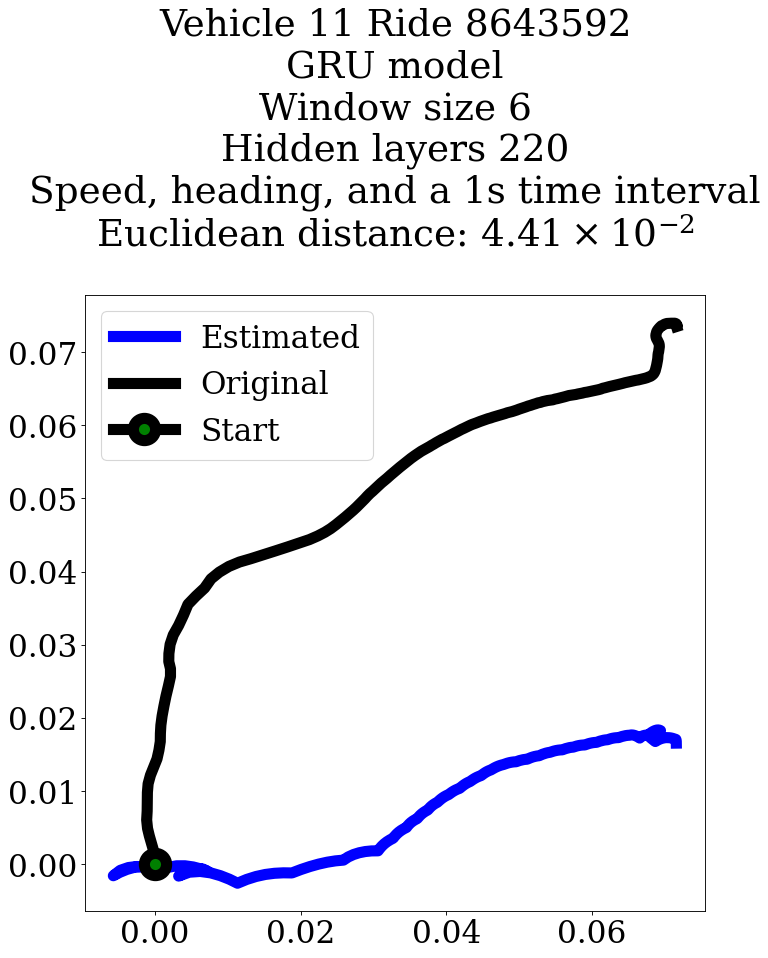 Vehicle 11 Ride 8643592
GRU model
Window size 6
Hidden layers 220
Speed, heading, and a 1s time interval
Euclidean distance: 4.41 × 10⁻²
Estimated
Original
Start
0.07
0.06
0.05
0.04
0.03
0.02
0.01
0.00
0.00 0.02 0.04 0.06